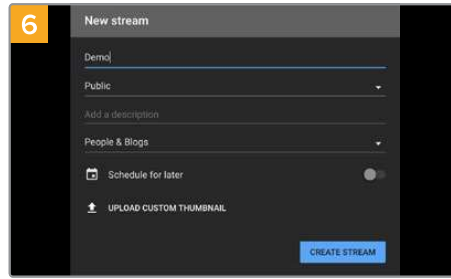 6
New stream
Demo
Public
Add a description
People & Blogs
Schedule for later
UPLOAD CUSTOM THUMBNAIL
CREATE STREAM